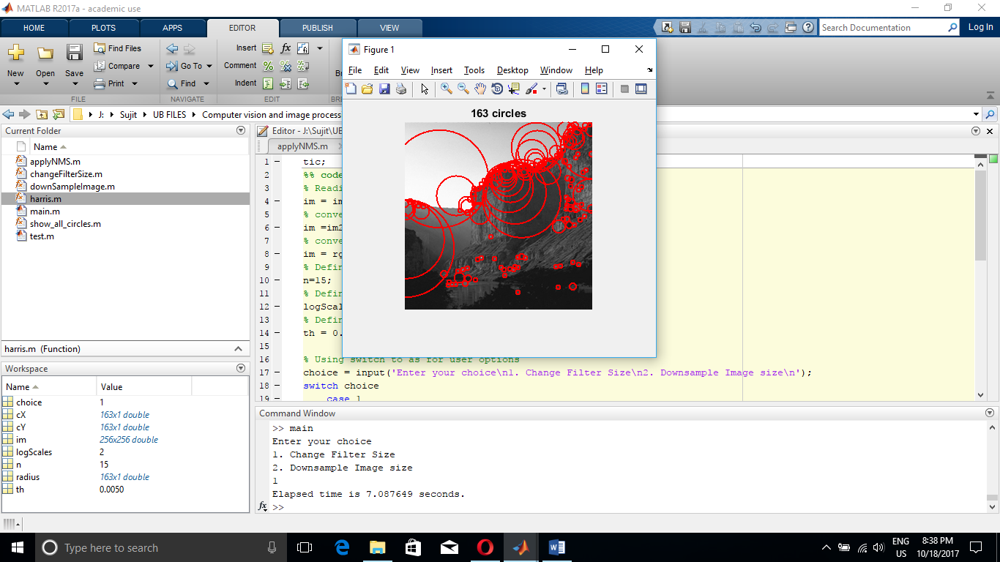 MATLAB R2017a - academic use
HOME PLOTS APPS EDITOR PUBLISH VIEW
Search Documentation Log In
New Open Save
Find Files
Compare
Print
Go To
Find
Insert
Comment
Indent
FILE NAVIGATE EDIT
J: Sujit UB FILES Computer vision and image process
Current Folder
Name
applyNMS.m
changeFilterSize.m
downSampleImage.m
harris.m
main.m
show_all_circles.m
test.m
harris.m (Function)
Workspace
Name Value
choice 1
cX 163x1 double
cY 163x1 double
im 256x256 double
logScales 2
n 15
radius 163x1 double
th 0.0050
Editor - J:\Sujit\UB
applyNMS.m
1 tic;
2 %% code
3 % Readi
4 im = im
5 % conve
6 im =im2
7 % conve
8 im = rg
9 % Defin
10 n=15;
11 % Defin
12 logScal
13 % Defin
14 th = 0.
15
16 % Using switch to as for user options
17 choice = input('Enter your choice\n1. Change Filter Size\n2. Downsample Image size\n');
18 switch choice
19 case 1
Figure 1
File Edit View Insert Tools Desktop Window Help
163 circles
Command Window
>> main
Enter your choice
1. Change Filter Size
2. Downsample Image size
1
Elapsed time is 7.087649 seconds.
fx >>
Type here to search
ENG
US
8:38 PM
10/18/2017